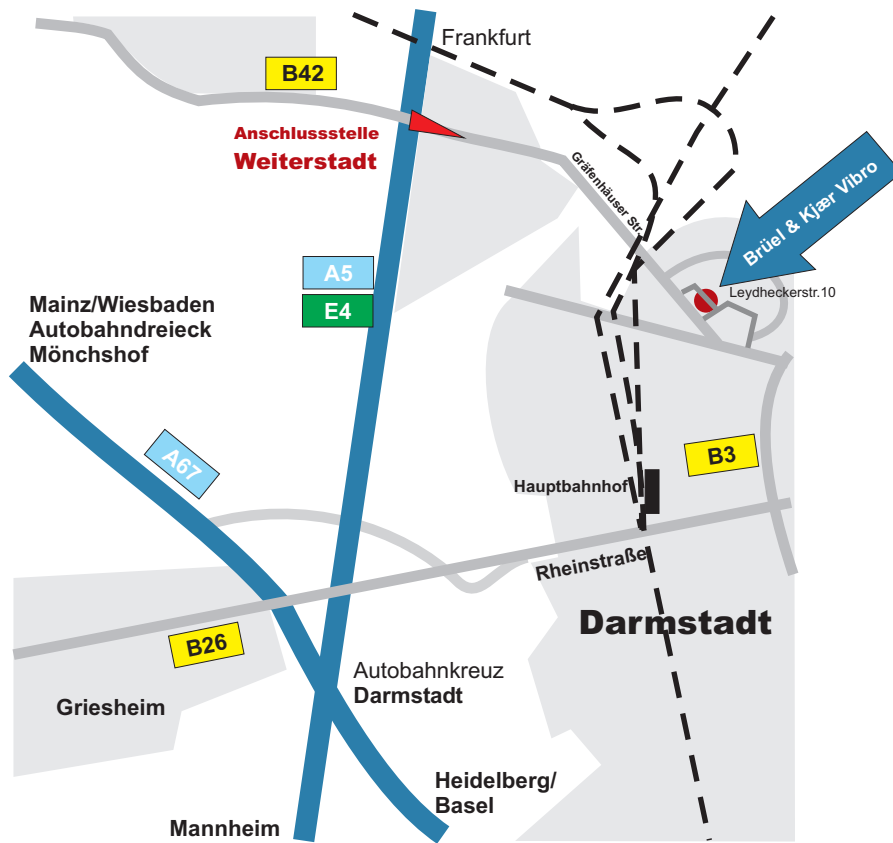 Frankfurt
B42
Anschlussstelle
Weiterstadt
Gräfenhäuser Str.
Brüel & Kjær Vibro
Leydheckerstr.10
A5
E4
Mainz/Wiesbaden
Autobahndreieck
Mönchshof
A67
B3
Hauptbahnhof
Rheinstraße
Darmstadt
B26
Autobahnkreuz
Darmstadt
Griesheim
Heidelberg/
Basel
Mannheim